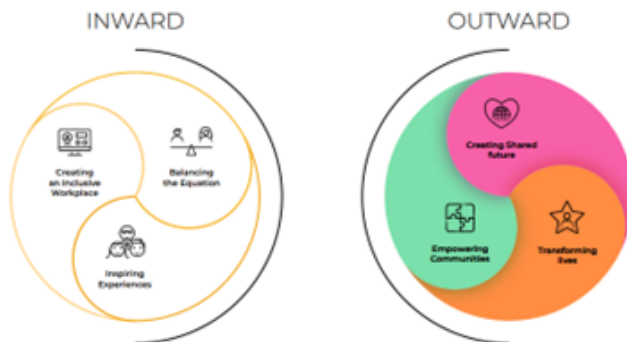 INWARD
Creating
an Inclusive
Workplace
Balancing
the Equation
Inspiring
Experiences
OUTWARD
Creating Shared
future
Empowering
Communities
Transforming
lives